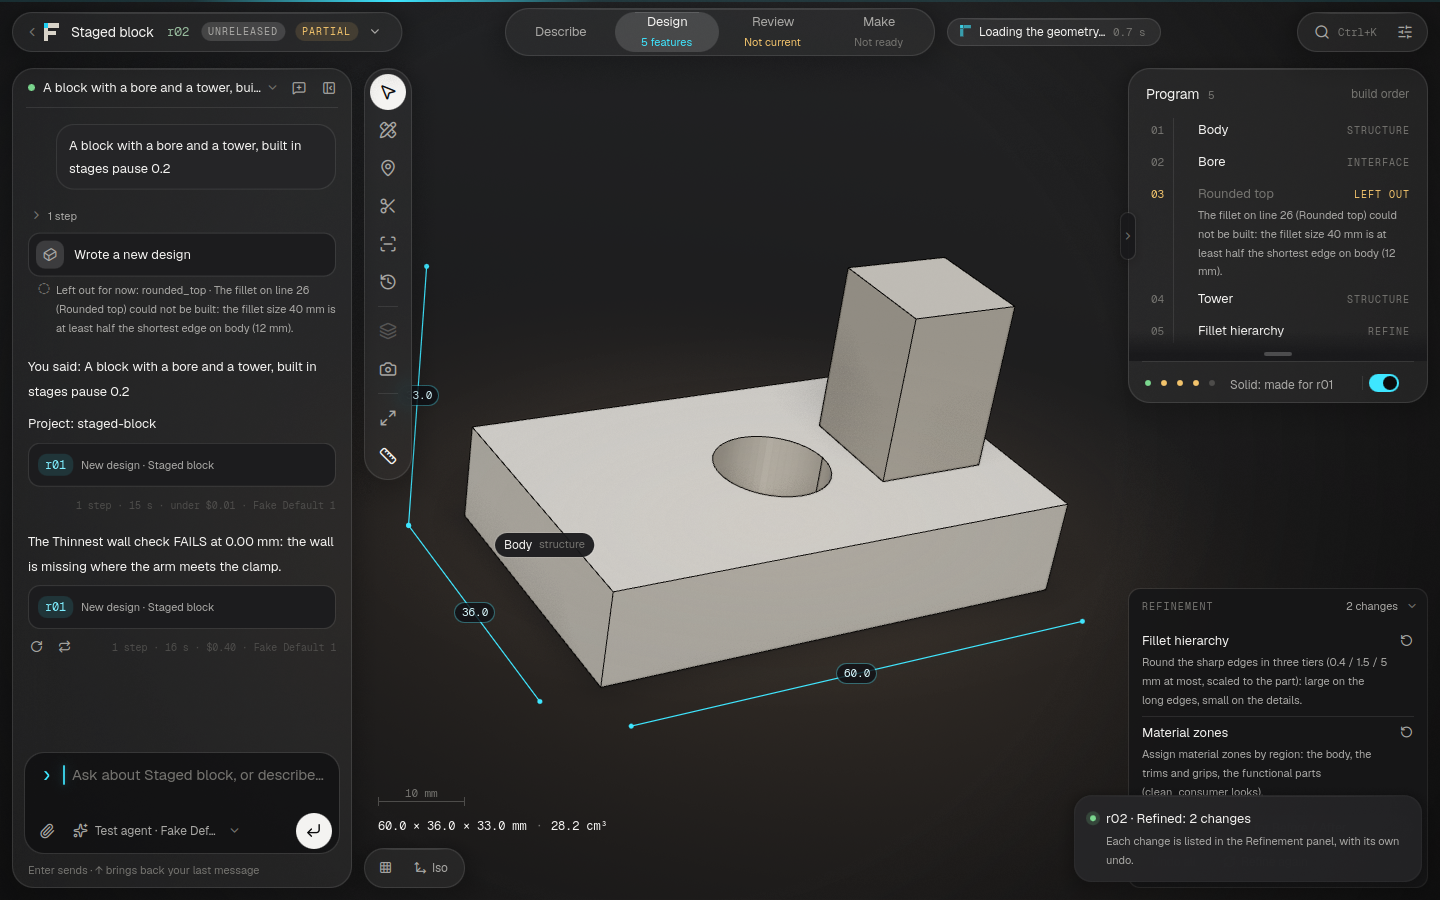 Staged block r02 UNRELEASED PARTIAL
Describe
Design
5 features
Review
Not current
Make
Not ready
Loading the geometry... 0.7 s
Ctrl+K
A block with a bore and a tower, bui...
A block with a bore and a tower, built in
stages pause 0.2
1 step
Wrote a new design
Left out for now: rounded_top · The fillet on line 26
(Rounded top) could not be built: the fillet size 40 mm is
at least half the shortest edge on body (12 mm).
You said: A block with a bore and a tower, built in
stages pause 0.2
Project: staged-block
r01 New design · Staged block
1 step · 15 s · under $0.01 · Fake Default 1
The Thinnest wall check FAILS at 0.00 mm: the wall
is missing where the arm meets the clamp.
r01 New design · Staged block
1 step · 16 s · $0.40 · Fake Default 1
Ask about Staged block, or describe...
Test agent · Fake Def...
Enter sends · ↑ brings back your last message
3.0
36.0
60.0
Body structure
10 mm
60.0 × 36.0 × 33.0 mm · 28.2 cm³
Iso
Program 5 build order
01 Body STRUCTURE
02 Bore INTERFACE
03 Rounded top LEFT OUT
The fillet on line 26 (Rounded top) could
not be built: the fillet size 40 mm is at
least half the shortest edge on body (12
mm).
04 Tower STRUCTURE
05 Fillet hierarchy REFINE
Solid: made for r01
REFINEMENT 2 changes
Fillet hierarchy
Round the sharp edges in three tiers (0.4 / 1.5 / 5
mm at most, scaled to the part): large on the
long edges, small on the details.
Material zones
Assign material zones by region: the body, the
trims and grips, the functional parts
(clean, consumer looks).
r02 · Refined: 2 changes
Each change is listed in the Refinement panel, with its own
undo.